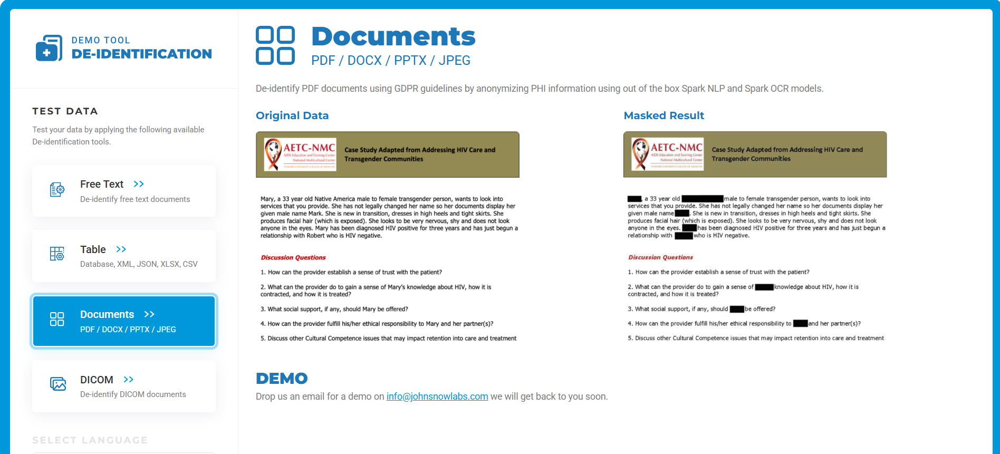 DEMO TOOL
DE-IDENTIFICATION
TEST DATA
Test your data by applying the following available
De-identification tools.
Free Text >>
De-identify free text documents
Table >>
Database, XML, JSON, XLSX, CSV
Documents >>
PDF / DOCX / PPTX / JPEG
DICOM >>
De-identify DICOM documents
SELECT LANGUAGE
Documents
PDF / DOCX / PPTX / JPEG
De-identify PDF documents using GDPR guidelines by anonymizing PHI information using out of the box Spark NLP and Spark OCR models.
Original Data
AETC-NMC
AIDS Education and Training Center
National Multicultural Center
HOWARD UNIVERSITY COLLEGE OF MEDICINE
Case Study Adapted from Addressing HIV Care and
Transgender Communities
Mary, a 33 year old Native America male to female transgender person, wants to look into
services that you provide. She has not legally changed her name so her documents display her
given male name Mark. She is new in transition, dresses in high heels and tight skirts. She
produces facial hair (which is exposed). She looks to be very nervous, shy and does not look
anyone in the eyes. Mary has been diagnosed HIV positive for three years and has just begun a
relationship with Robert who is HIV negative.
Discussion Questions
1. How can the provider establish a sense of trust with the patient?
2. What can the provider do to gain a sense of Mary's knowledge about HIV, how it is
contracted, and how it is treated?
3. What social support, if any, should Mary be offered?
4. How can the provider fulfill his/her ethical responsibility to Mary and her partner(s)?
5. Discuss other Cultural Competence issues that may impact retention into care and treatment
Masked Result
AETC-NMC
AIDS Education and Training Center
National Multicultural Center
HOWARD UNIVERSITY COLLEGE OF MEDICINE
Case Study Adapted from Addressing HIV Care and
Transgender Communities
, a 33 year old male to female transgender person, wants to look into
services that you provide. She has not legally changed her name so her documents display her
given male name . She is new in transition, dresses in high heels and tight skirts. She
produces facial hair (which is exposed). She looks to be very nervous, shy and does not look
anyone in the eyes. has been diagnosed HIV positive for three years and has just begun a
relationship with who is HIV negative.
Discussion Questions
1. How can the provider establish a sense of trust with the patient?
2. What can the provider do to gain a sense of knowledge about HIV, how it is
contracted, and how it is treated?
3. What social support, if any, should be offered?
4. How can the provider fulfill his/her ethical responsibility to and her partner(s)?
5. Discuss other Cultural Competence issues that may impact retention into care and treatment
DEMO
Drop us an email for a demo on info@johnsnowlabs.com we will get back to you soon.